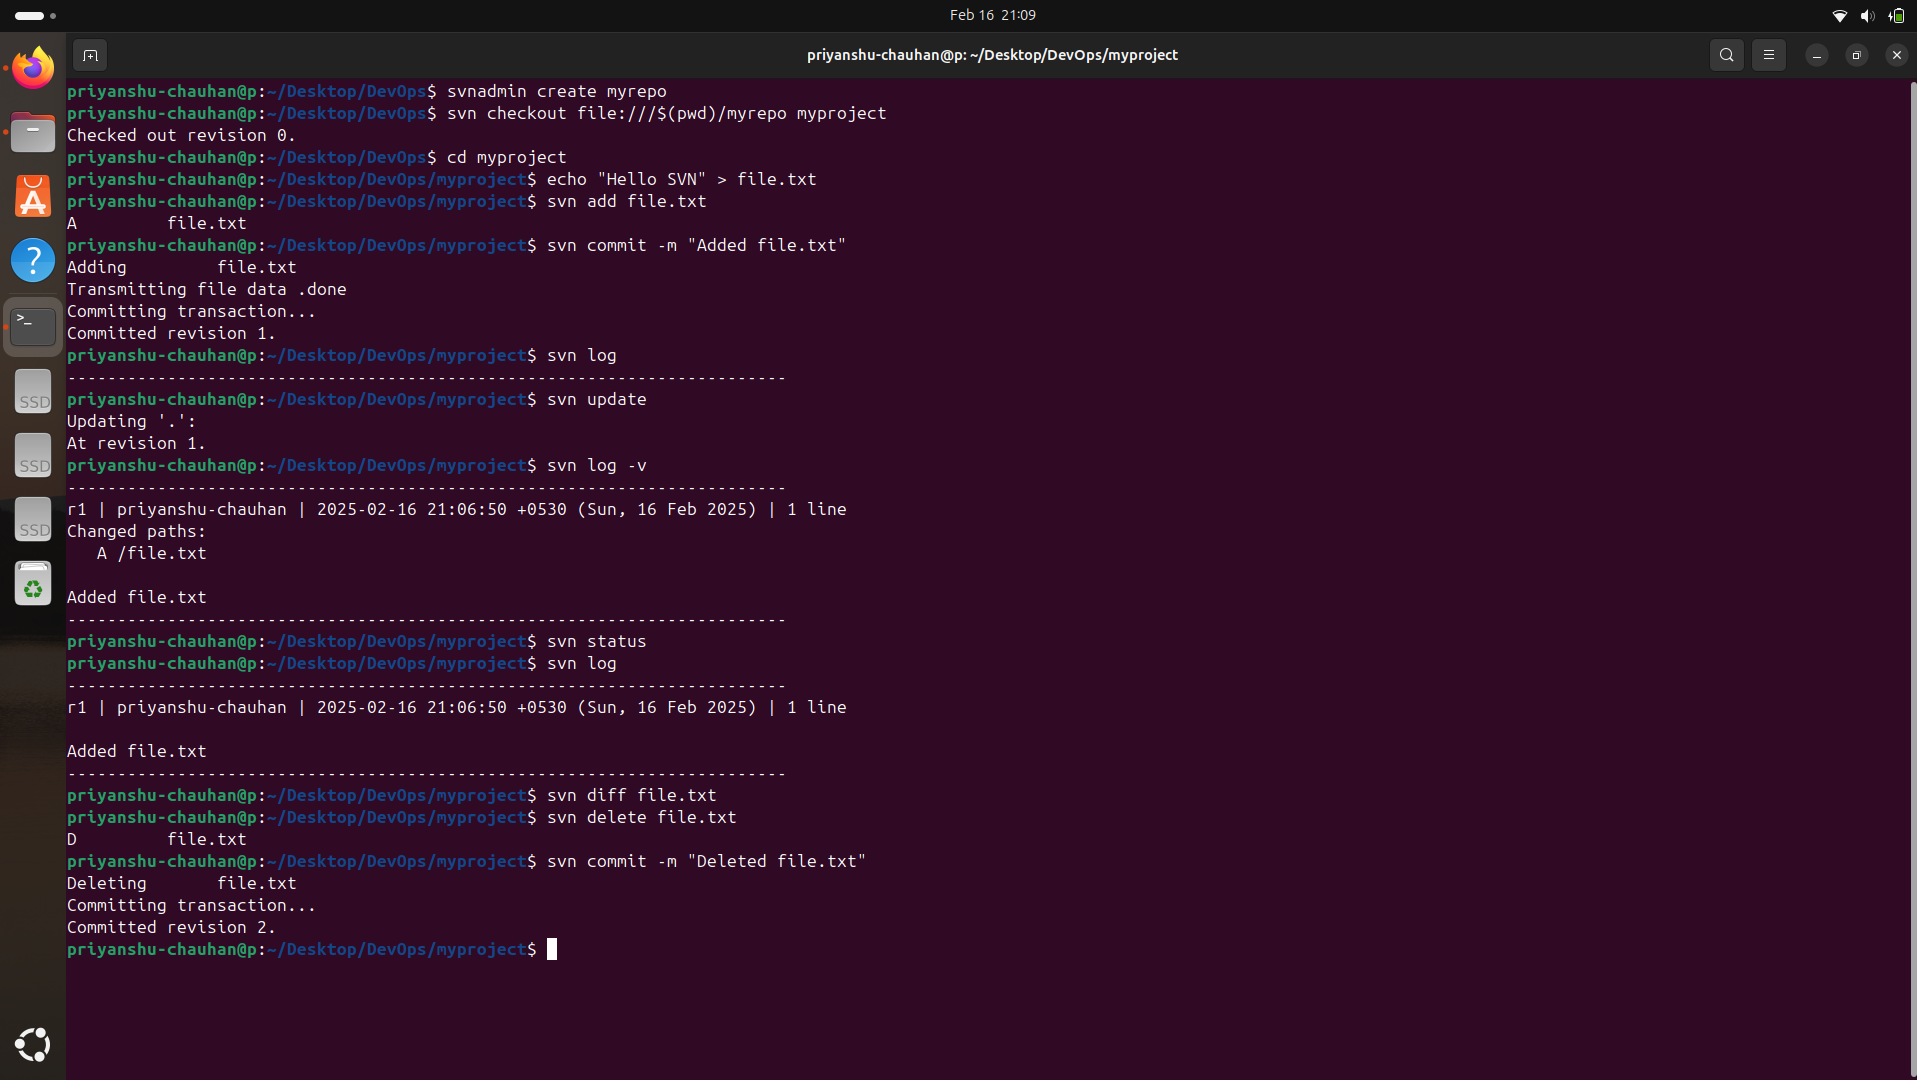 Feb 16 21:09
priyanshu-chauhan@p: ~/Desktop/DevOps/myproject
priyanshu-chauhan@p:~/Desktop/DevOps$ svnadmin create myrepo
priyanshu-chauhan@p:~/Desktop/DevOps$ svn checkout file:///$(pwd)/myrepo myproject
Checked out revision 0.
priyanshu-chauhan@p:~/Desktop/DevOps$ cd myproject
priyanshu-chauhan@p:~/Desktop/DevOps/myproject$ echo "Hello SVN" > file.txt
priyanshu-chauhan@p:~/Desktop/DevOps/myproject$ svn add file.txt
A         file.txt
priyanshu-chauhan@p:~/Desktop/DevOps/myproject$ svn commit -m "Added file.txt"
Adding         file.txt
Transmitting file data .done
Committing transaction...
Committed revision 1.
priyanshu-chauhan@p:~/Desktop/DevOps/myproject$ svn log
------------------------------------------------------------------------
priyanshu-chauhan@p:~/Desktop/DevOps/myproject$ svn update
Updating '.':
At revision 1.
priyanshu-chauhan@p:~/Desktop/DevOps/myproject$ svn log -v
------------------------------------------------------------------------
r1 | priyanshu-chauhan | 2025-02-16 21:06:50 +0530 (Sun, 16 Feb 2025) | 1 line
Changed paths:
   A /file.txt

Added file.txt
------------------------------------------------------------------------
priyanshu-chauhan@p:~/Desktop/DevOps/myproject$ svn status
priyanshu-chauhan@p:~/Desktop/DevOps/myproject$ svn log
------------------------------------------------------------------------
r1 | priyanshu-chauhan | 2025-02-16 21:06:50 +0530 (Sun, 16 Feb 2025) | 1 line

Added file.txt
------------------------------------------------------------------------
priyanshu-chauhan@p:~/Desktop/DevOps/myproject$ svn diff file.txt
priyanshu-chauhan@p:~/Desktop/DevOps/myproject$ svn delete file.txt
D         file.txt
priyanshu-chauhan@p:~/Desktop/DevOps/myproject$ svn commit -m "Deleted file.txt"
Deleting       file.txt
Committing transaction...
Committed revision 2.
priyanshu-chauhan@p:~/Desktop/DevOps/myproject$
SSD
SSD
SSD